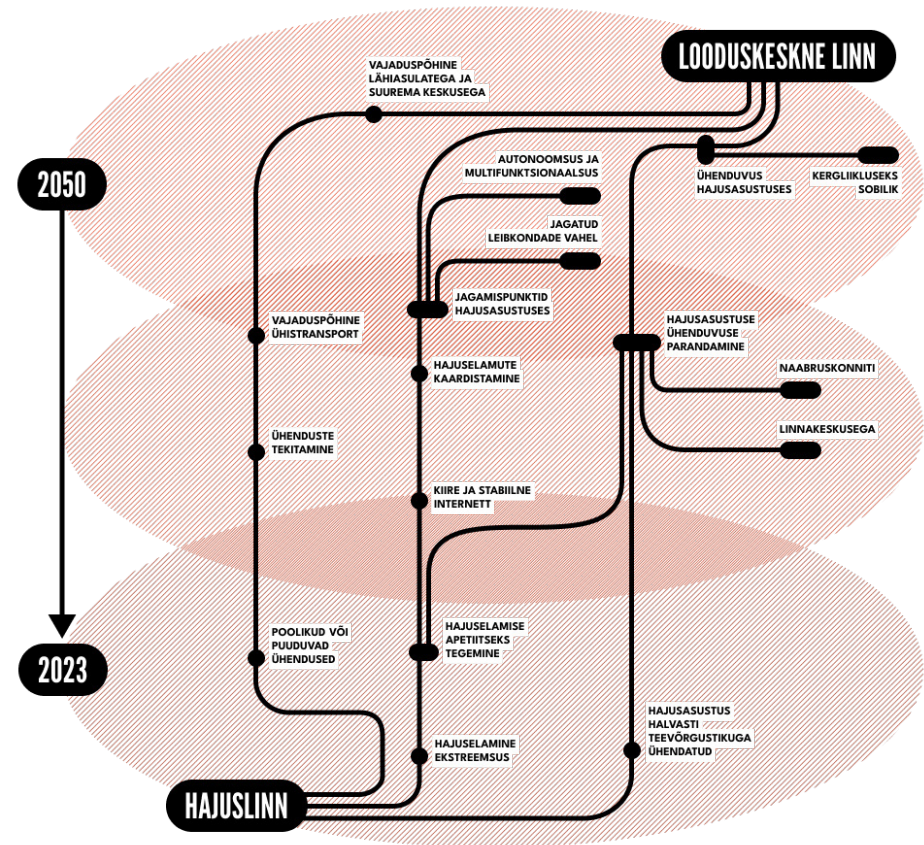 LOODUSKESKNE LINN
VAJADUSPÕHINE
LÄHIASULATEGA JA
SUUREMA KESKUSEGA
2050
AUTONOOMSUS JA
MULTIFUNKTSIONAALSUS
ÜHENDUVUS
HAJUSASUSTUSES
KERGLIIKLUSEKS
SOBILIK
JAGATUD
LEIBKONDADE VAHEL
JAGAMISPUNKTID
HAJUSASUSTUSES
VAJADUSPÕHINE
ÜHISTRANSPORT
HAJUSASUSTUSE
ÜHENDUVUSE
PARANDAMINE
HAJUSELAMUTE
KAARDISTAMINE
NAABRUSKONNITI
LINNAKESKUSEGA
ÜHENDUSTE
TEKITAMINE
KIIRE JA STABIILNE
INTERNETT
POOLIKUD VÕI
PUUDUVAD
ÜHENDUSED
HAJUSELAMISE
APETIITSEKS
TEGEMINE
2023
HAJUSASUSTUS
HALVASTI
TEEVÕRGUSTIKUGA
ÜHENDATUD
HAJUSELAMINE
EKSTREEMSUS
HAJUSLINN